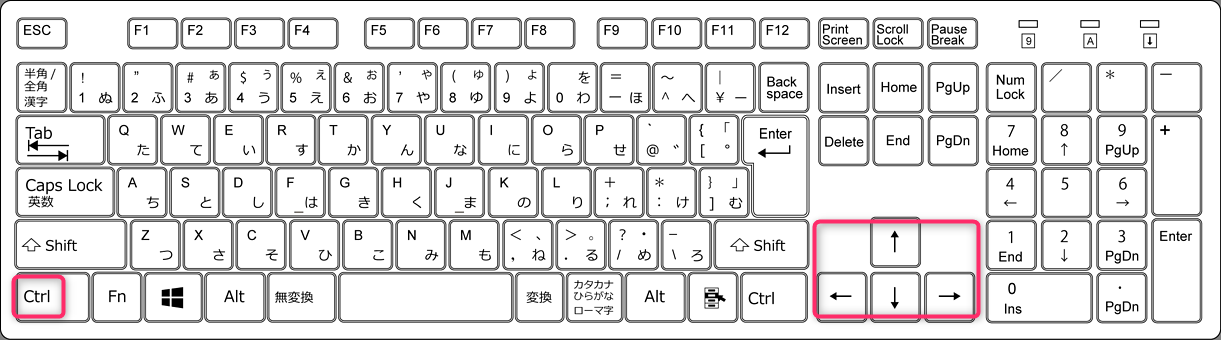 ESC F1 F2 F3 F4 F5 F6 F7 F8 F9 F10 F11 F12 Print Screen Scroll Lock Pause Break 9 A
半角/全角 漢字 ! 1 ぬ " 2 ふ # ぁ 3 あ $ ぅ 4 う % ぇ 5 え & ぉ 6 お ' ゃ 7 や ( ゅ 8 ゆ ) ょ 9 よ を 0 わ = ー ほ ～ ^ へ | ¥ ー Back space Insert Home PgUp Num Lock ／ ＊ －
Tab Q た W て E い R す T か Y ん U な I に O ら P せ ` @ ゛ { 「 [ ° Enter Delete End PgDn 7 Home 8 ↑ 9 PgUp +
Caps Lock 英数 A ち S と D し F _は G き H く J _ま K の L り + ; れ * : け } 」 ] む 4 ← 5 6 →
⇧ Shift Z つ X さ C そ V ひ B こ N み M も < 、 , ね > 。 . る ? ・ / め _ \ ろ ⇧ Shift ↑ 1 End 2 ↓ 3 PgDn Enter
Ctrl Fn Alt 無変換 変換 カタカナ ひらがな ローマ字 Alt Ctrl ← ↓ → 0 Ins . PgDn